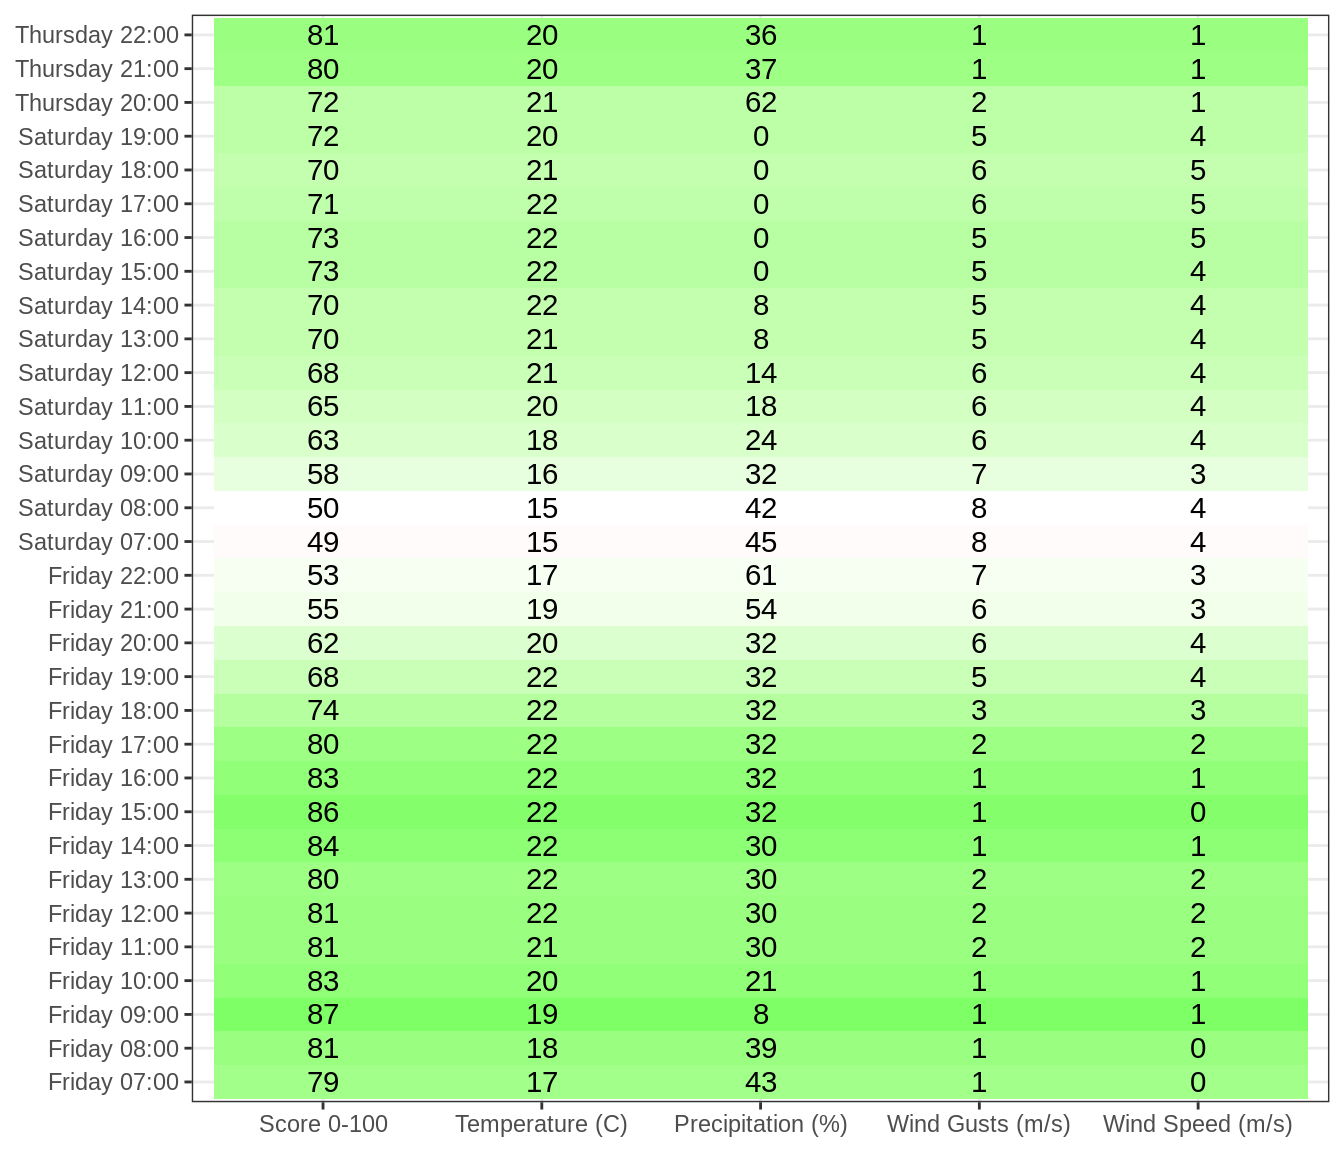 Thursday 22:00 81 20 36 1 1
Thursday 21:00 80 20 37 1 1
Thursday 20:00 72 21 62 2 1
Saturday 19:00 72 20 0 5 4
Saturday 18:00 70 21 0 6 5
Saturday 17:00 71 22 0 6 5
Saturday 16:00 73 22 0 5 5
Saturday 15:00 73 22 0 5 4
Saturday 14:00 70 22 8 5 4
Saturday 13:00 70 21 8 5 4
Saturday 12:00 68 21 14 6 4
Saturday 11:00 65 20 18 6 4
Saturday 10:00 63 18 24 6 4
Saturday 09:00 58 16 32 7 3
Saturday 08:00 50 15 42 8 4
Saturday 07:00 49 15 45 8 4
Friday 22:00 53 17 61 7 3
Friday 21:00 55 19 54 6 3
Friday 20:00 62 20 32 6 4
Friday 19:00 68 22 32 5 4
Friday 18:00 74 22 32 3 3
Friday 17:00 80 22 32 2 2
Friday 16:00 83 22 32 1 1
Friday 15:00 86 22 32 1 0
Friday 14:00 84 22 30 1 1
Friday 13:00 80 22 30 2 2
Friday 12:00 81 22 30 2 2
Friday 11:00 81 21 30 2 2
Friday 10:00 83 20 21 1 1
Friday 09:00 87 19 8 1 1
Friday 08:00 81 18 39 1 0
Friday 07:00 79 17 43 1 0
Score 0-100 Temperature (C) Precipitation (%) Wind Gusts (m/s) Wind Speed (m/s)